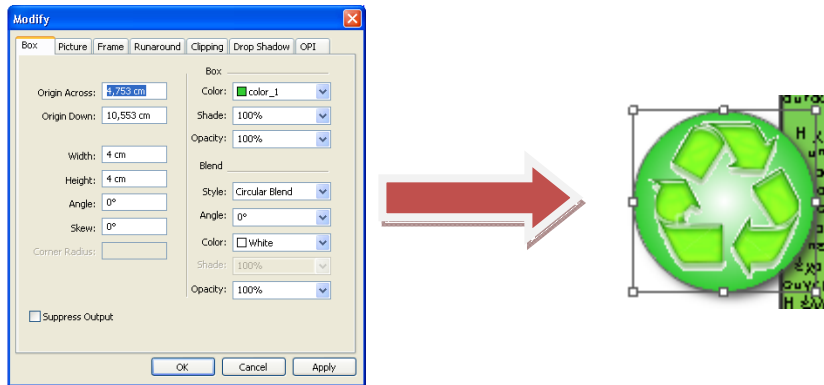 Modify
Box Picture Frame Runaround Clipping Drop Shadow OPI
Box
Origin Across: 4,753 cm
Color: color_1
Origin Down: 10,553 cm
Shade: 100%
Opacity: 100%
Width: 4 cm
Blend
Height: 4 cm
Style: Circular Blend
Angle: 0°
Angle: 0°
Skew: 0°
Color: White
Corner Radius:
Shade: 100%
Opacity: 100%
Suppress Output
OK Cancel Apply